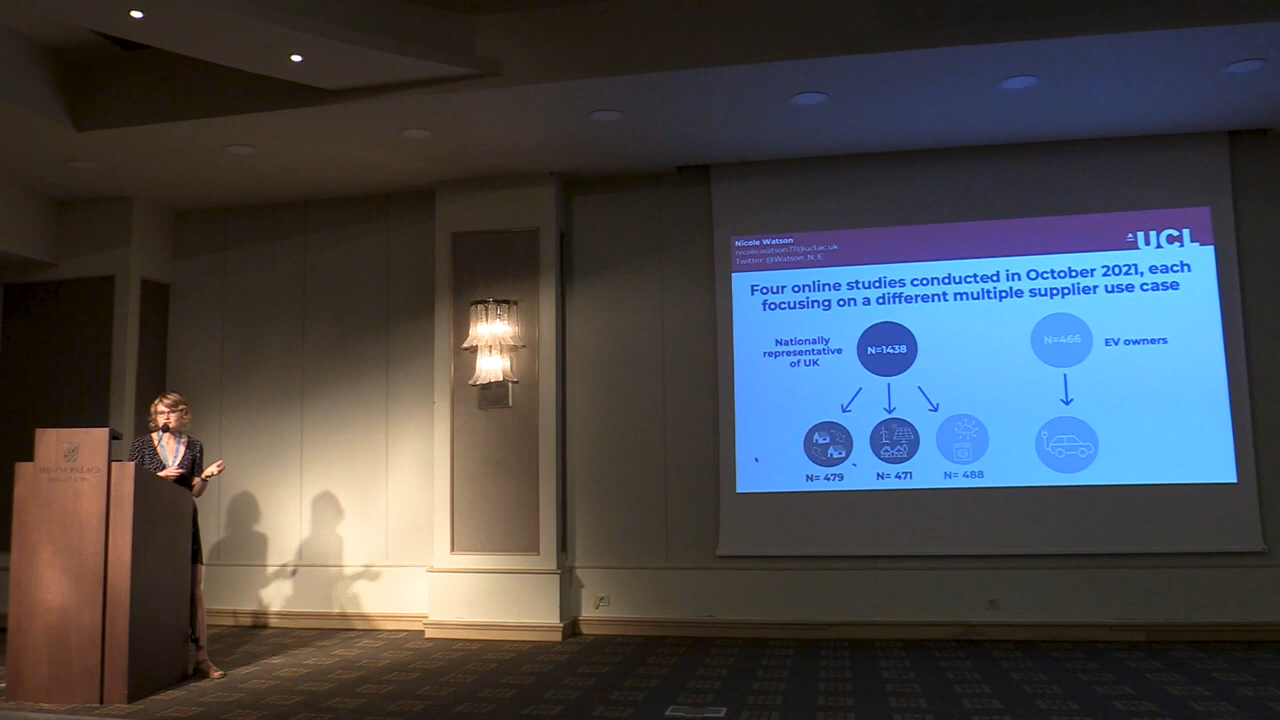 Nicole Watson
nicole.watson.17@ucl.ac.uk
Twitter: @Watson_N_E
UCL
Four online studies conducted in October 2021, each
focusing on a different multiple supplier use case
Nationally
representative
of UK
N=1438
N=466
EV owners
N= 479
N= 471
N= 488